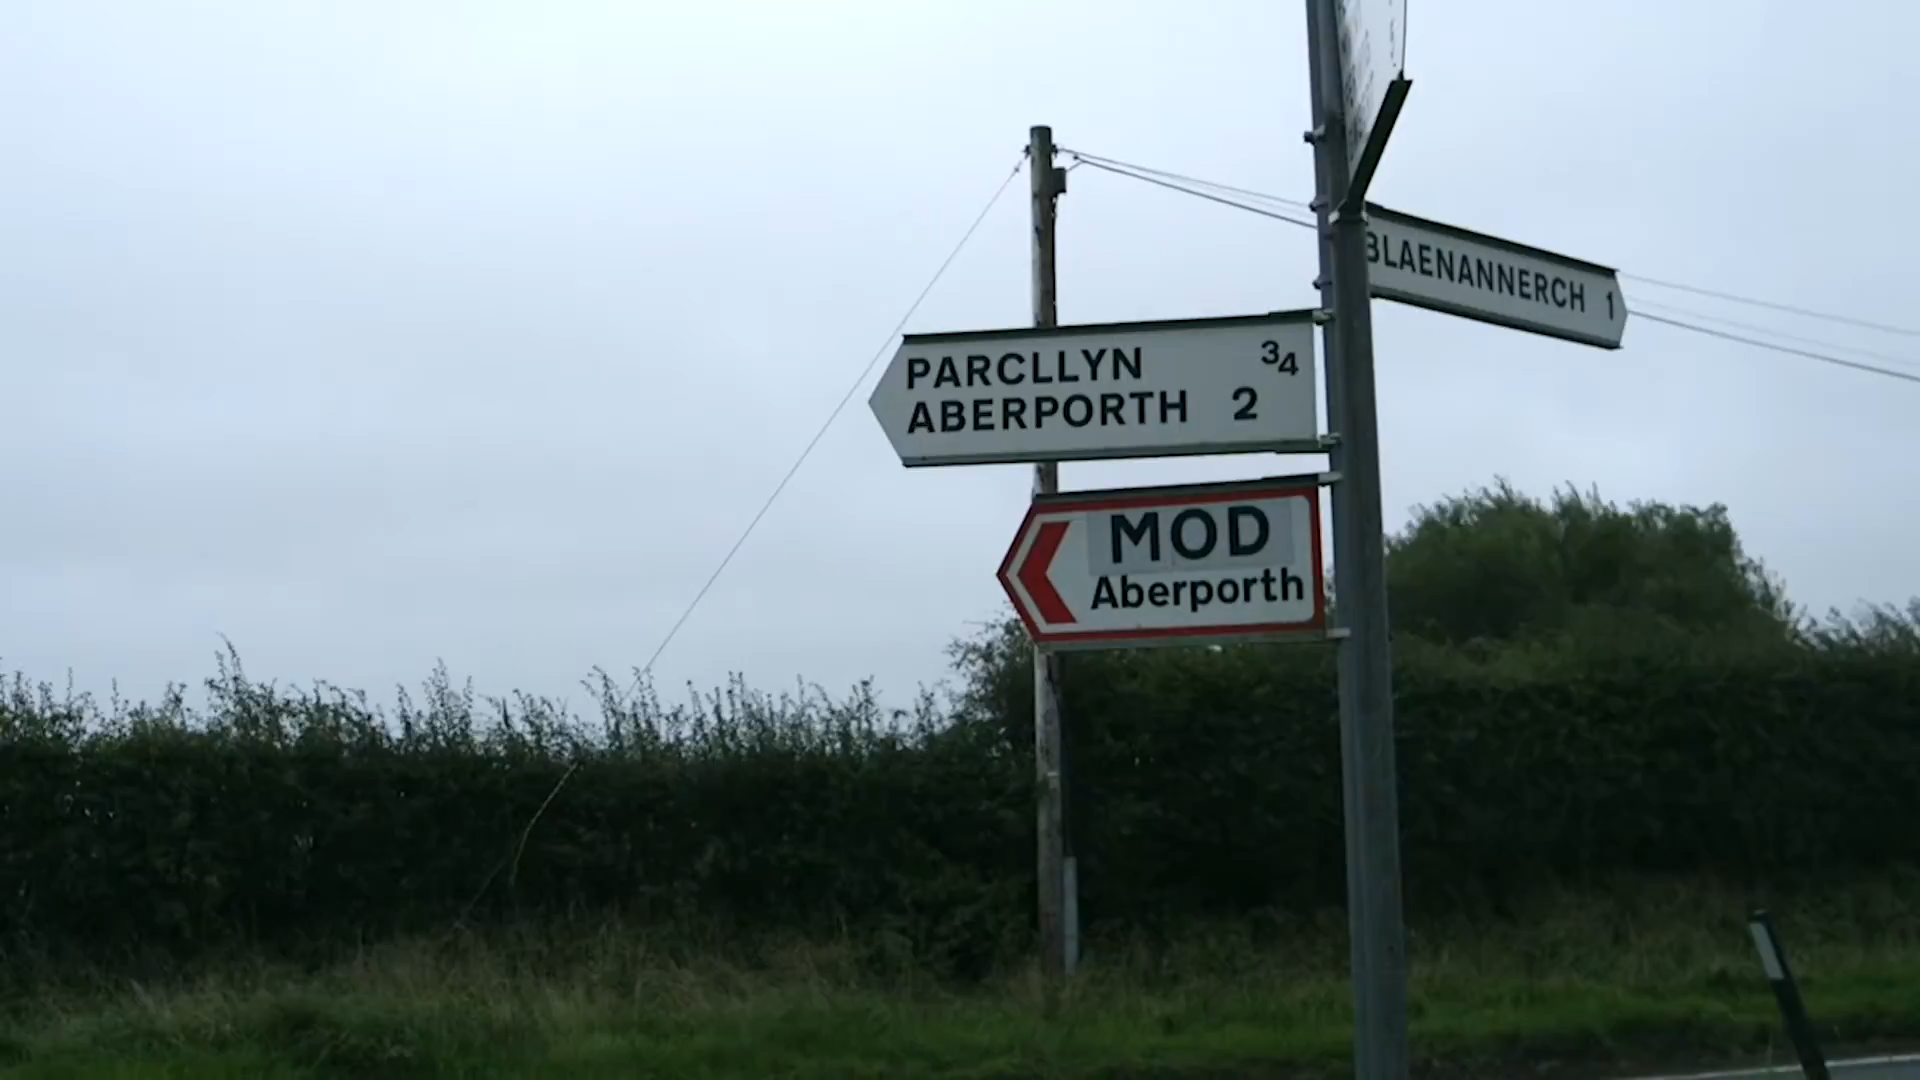 BLAENANNERCH 1
PARCLLYN 3/4
ABERPORTH 2
MOD
Aberporth